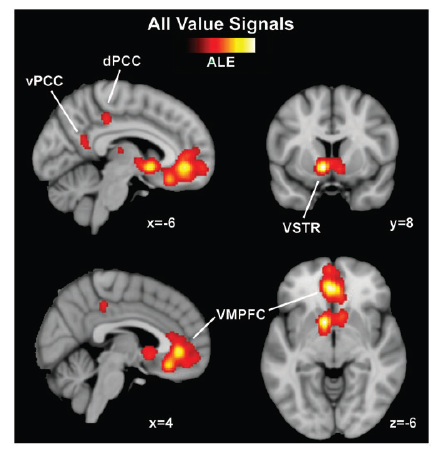 All Value Signals
ALE
dPCC
vPCC
x=-6
VSTR
y=8
VMPFC
x=4
z=-6